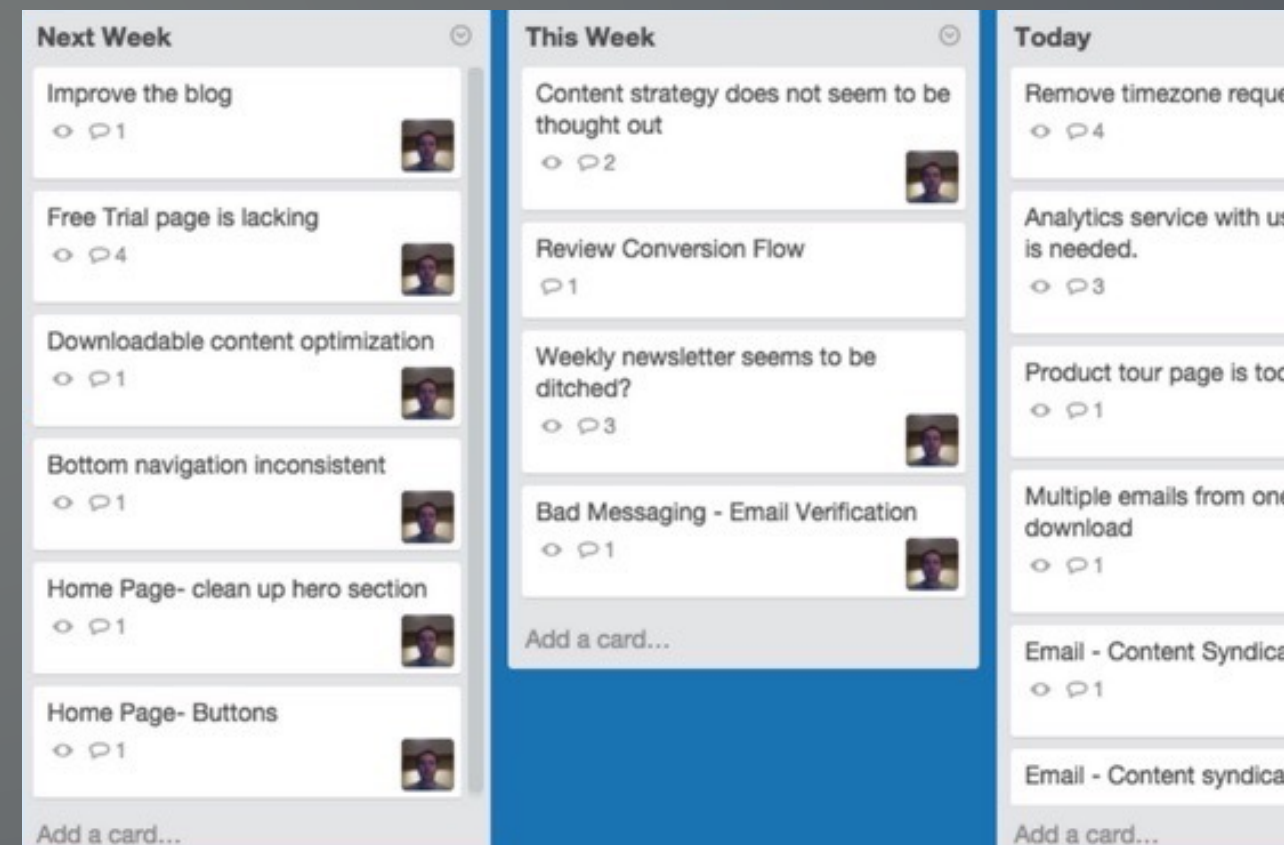 Next Week
Improve the blog
1
Free Trial page is lacking
4
Downloadable content optimization
1
Bottom navigation inconsistent
1
Home Page- clean up hero section
1
Home Page- Buttons
1
Add a card...
This Week
Content strategy does not seem to be
thought out
2
Review Conversion Flow
1
Weekly newsletter seems to be
ditched?
3
Bad Messaging - Email Verification
1
Add a card...
Today
Remove timezone
4
Analytics service with
is needed.
3
Product tour page is
1
Multiple emails from
download
1
Email - Content
1
Email - Content
Add a card...